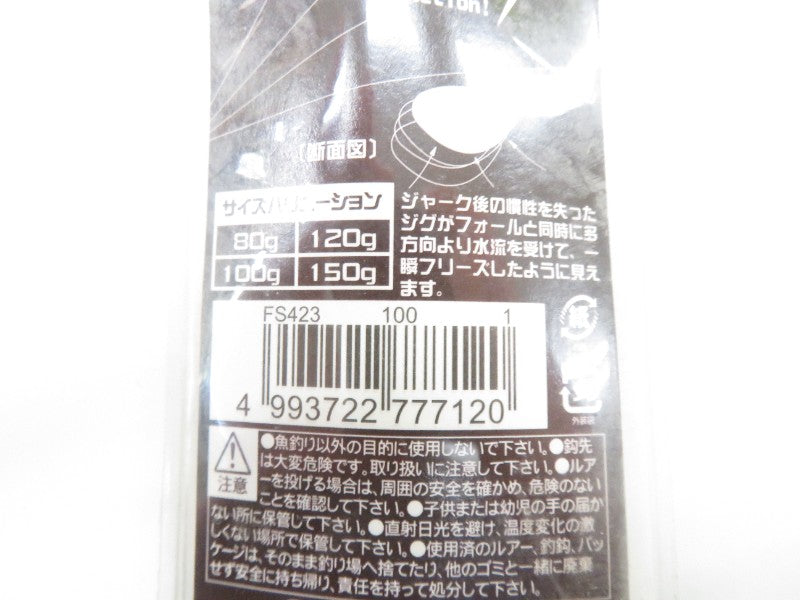 [断面図]
サイズバリエーション
80g 120g
100g 150g
ジャーク後の慣性を失った
ジグがフォールと同時に多
方向より水流を受けて、一
瞬フリーズしたように見え
ます。
FS423 100 1
4 993722 777120
紙
外装袋
注意
●魚釣り以外の目的に使用しないで下さい。●鈎先
は大変危険です。取り扱いに注意して下さい。●ルア
ーを投げる場合は、周囲の安全を確かめ、危険のない
ことを確認して下さい。●子供または幼児の手の届か
ない所に保管して下さい。●直射日光を避け、温度変化の激
しくない場所で保管して下さい。●使用済のルアー、釣鈎、パッ
ケージは、そのまま釣り場へ捨てたり、他のゴミと一緒に廃棄
せず安全に持ち帰り、責任を持って処分して下さい。